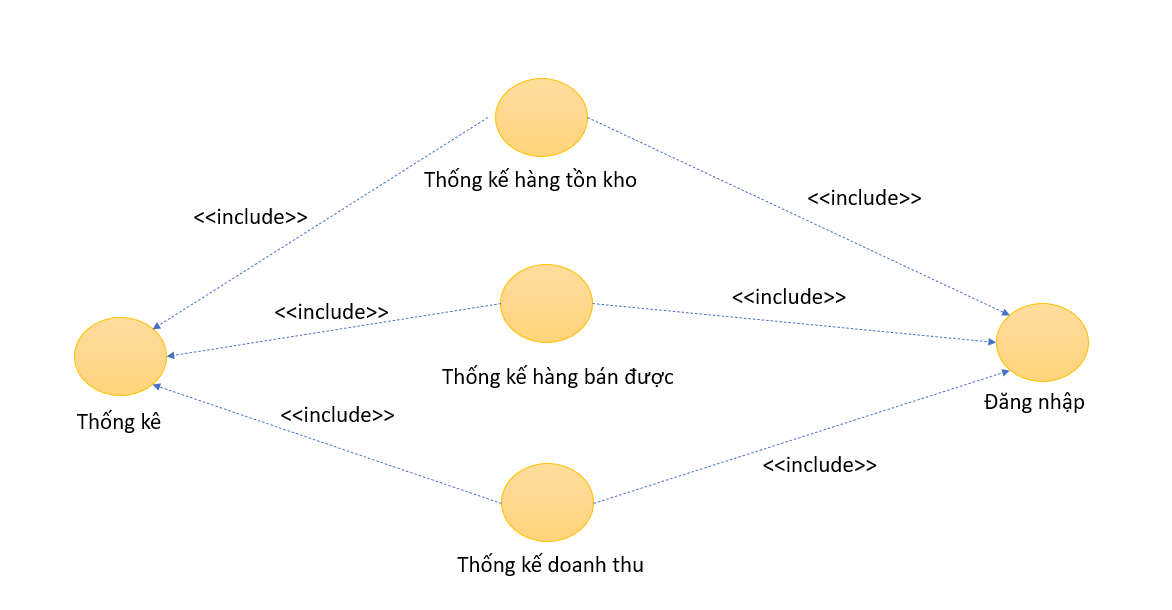 Thống kế hàng tồn kho
<<include>>
<<include>>
<<include>>
<<include>>
Thống kế hàng bán được
Đăng nhập
Thống kê
<<include>>
<<include>>
Thống kế doanh thu